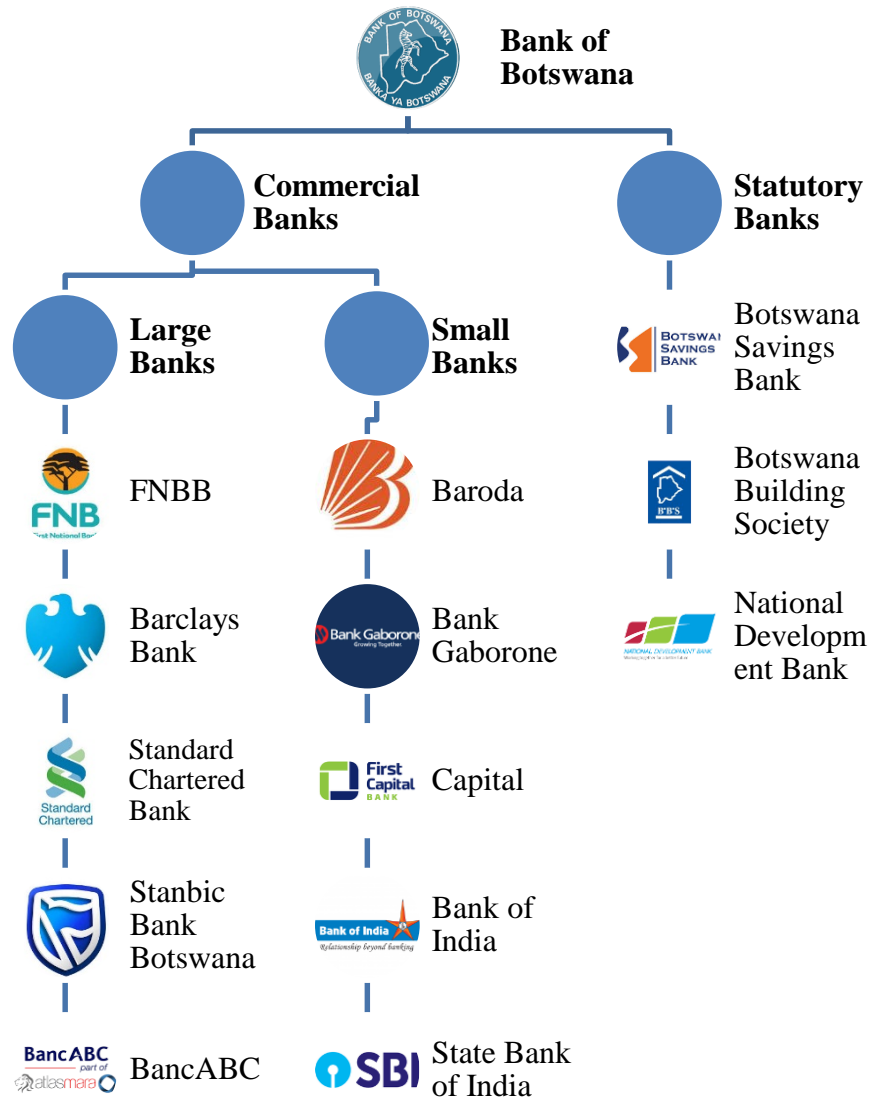 BANK OF BOTSWANA
BANKA YA BOTSWANA
Bank of
Botswana
Commercial
Banks
Statutory
Banks
Large
Banks
Small
Banks
BOTSWA
SAVINGS
BANK
Botswana
Savings
Bank
FNB
First National Ban
FNBB
Baroda
B·B·S
Botswana
Building
Society
Barclays
Bank
Bank Gaborone
Growing Together.
Bank
Gaborone
NATIONAL DEVELOPMENT BANK
National
Developm
ent Bank
Standard
Chartered
Standard
Chartered
Bank
First
Capital
BANK
Capital
Stanbic
Bank
Botswana
Bank of India
Relationship beyond banking
Bank of
India
BancABC
part of
atlasmara
BancABC
SBI
State Bank
of India